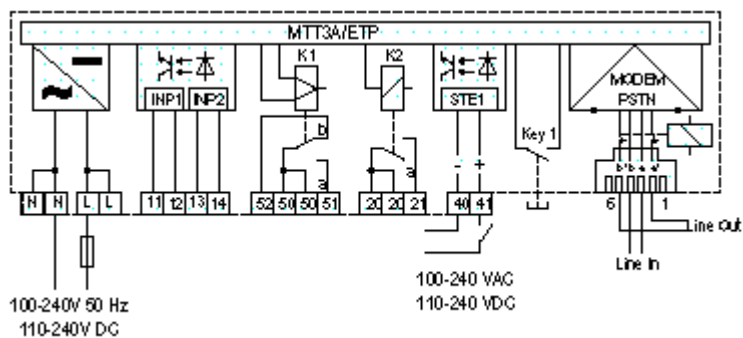 MTT3A/ETP
K1 K2
MODEM
PSTN
INP1 INP2 STE1
b Key 1
- +
a a
b' b a a'
N N L L 11 12 13 14 52 50 50 51 20 20 21 40 41 6 1
Line Out
Line In
100-240 VAC
110-240 VDC
100-240V 50 Hz
110-240V DC